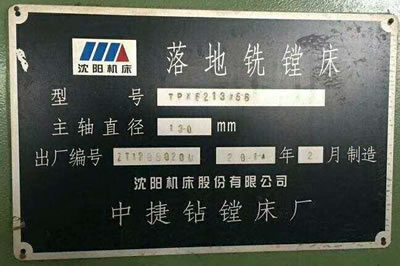 沈阳机床
落地铣镗床
型 号
主轴直径 130 mm
出厂编号 2014 年 2 月制造
沈阳机床股份有限公司
中捷钻镗床厂